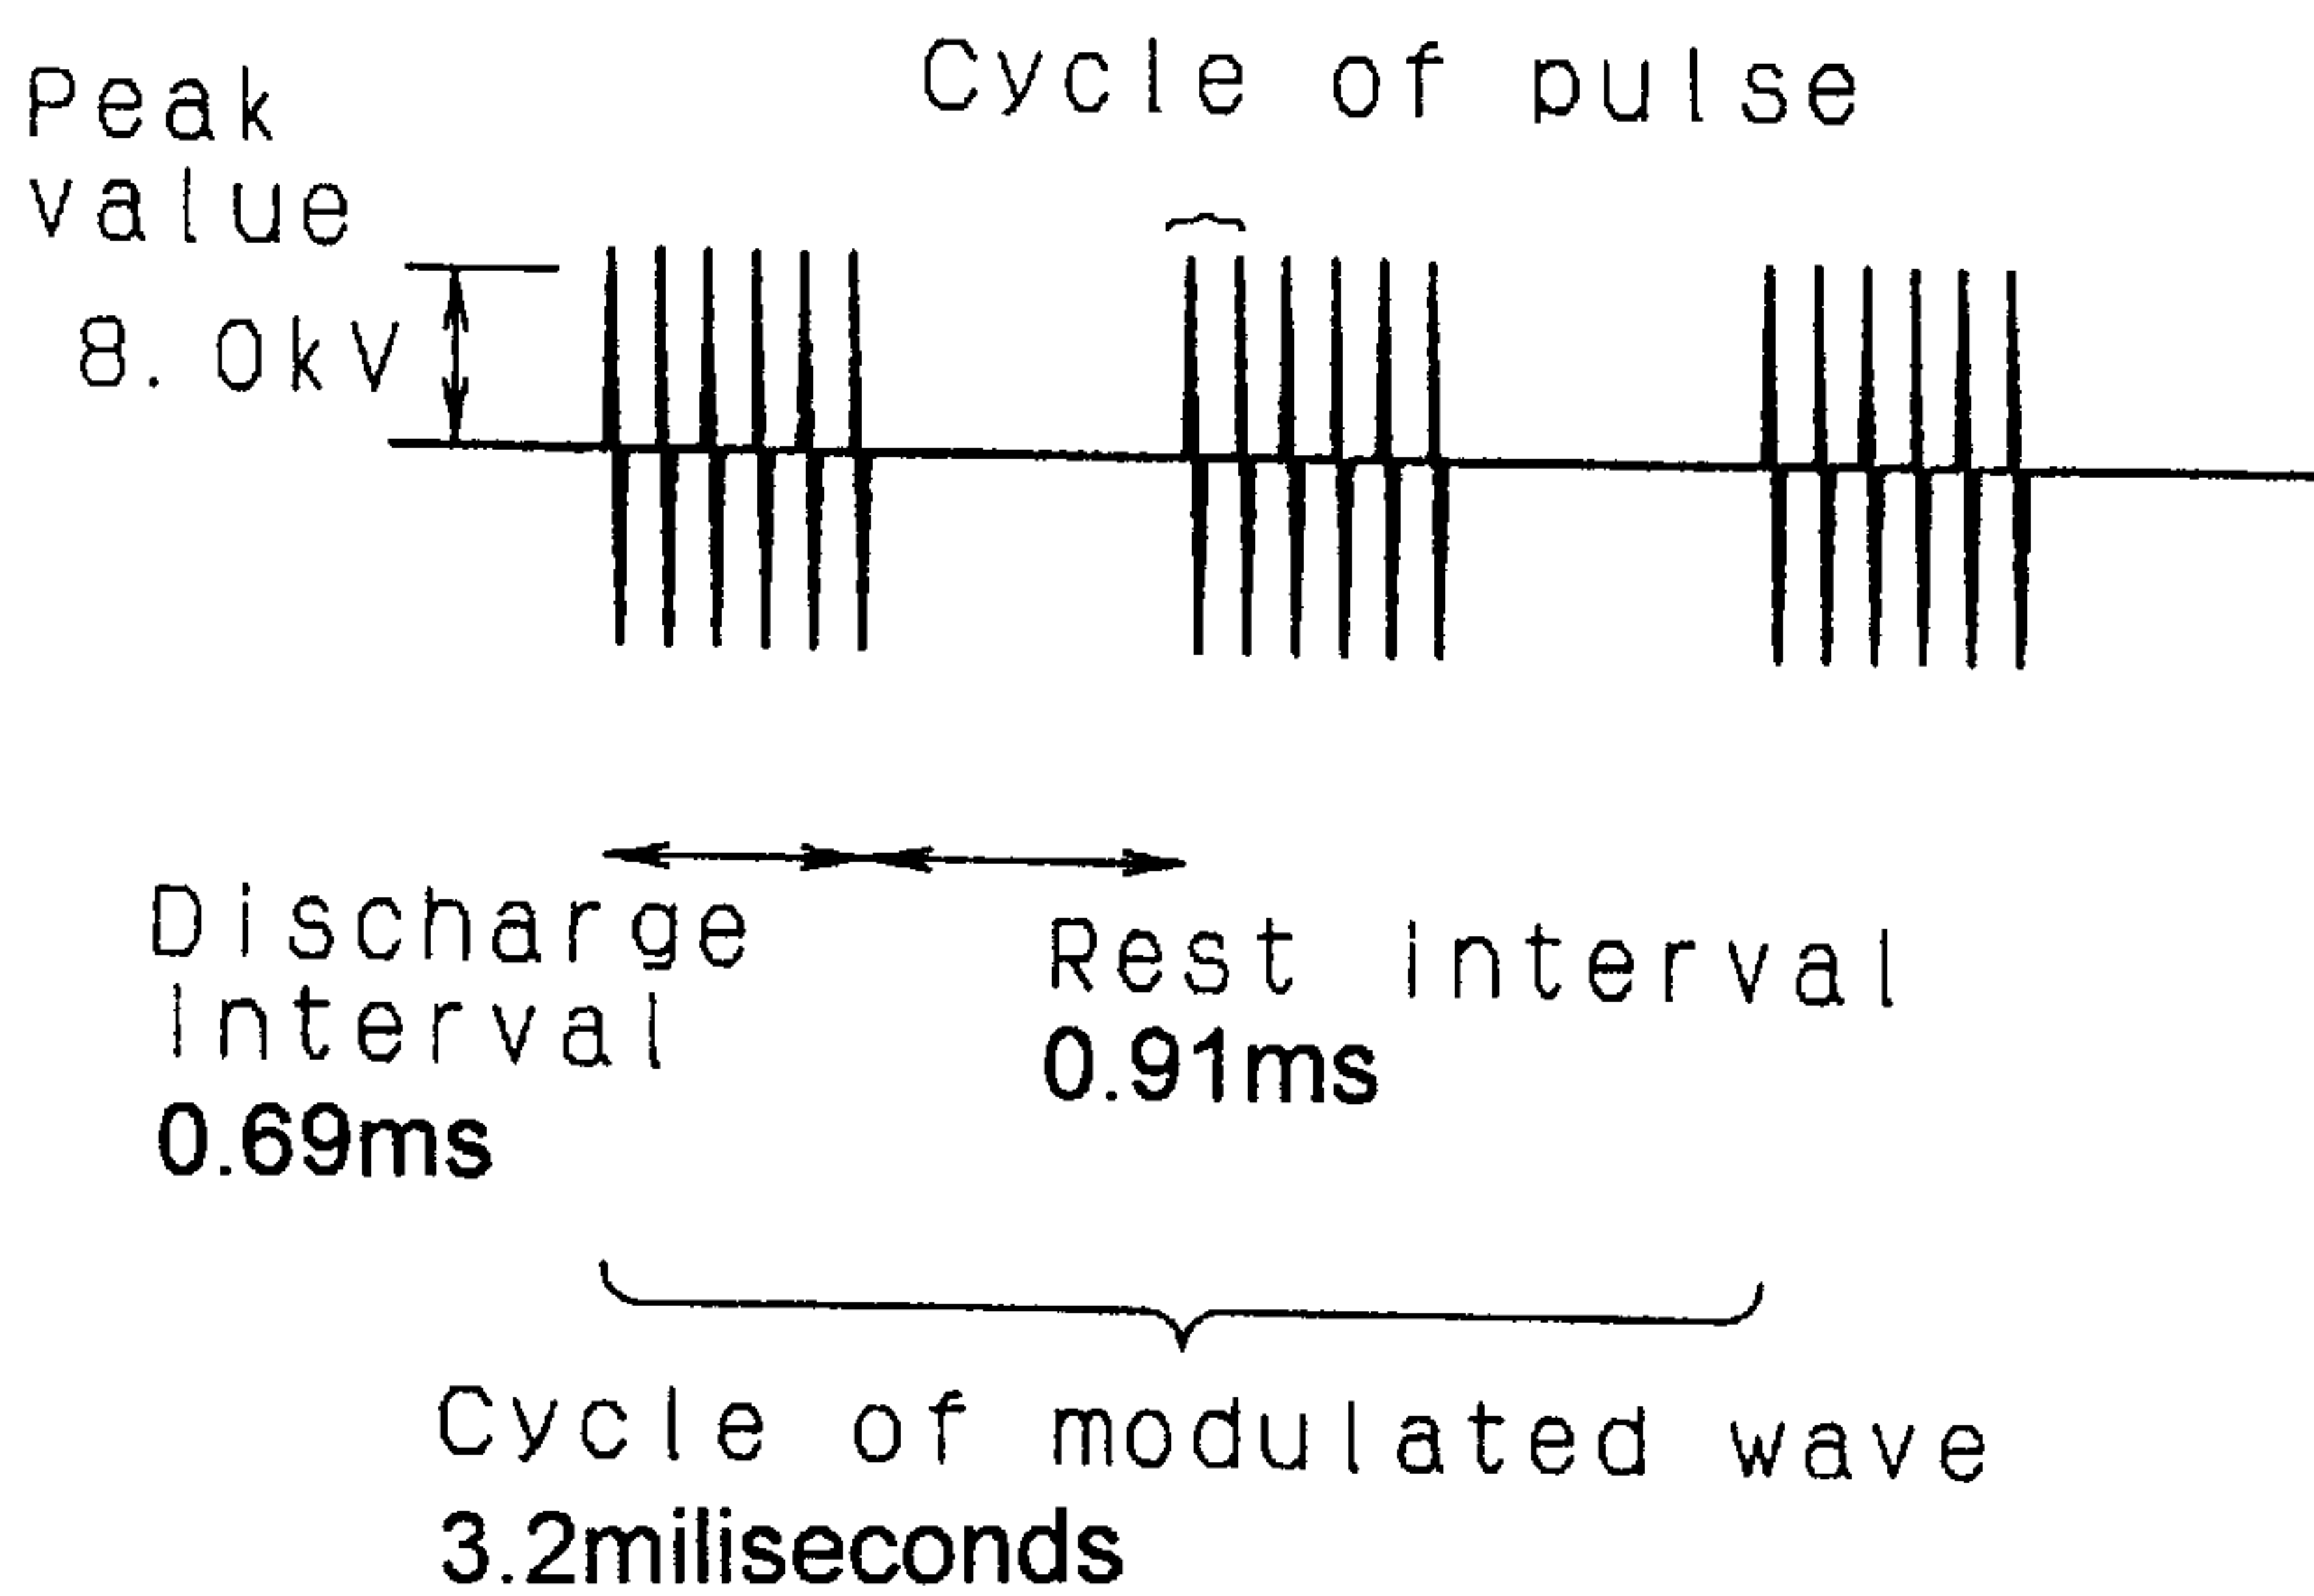 Cycle of pulse
Peak
value
8.0kV
Discharge
Interval
0.69ms
Rest interval
0.91ms
Cycle of modulated wave
3.2miliseconds